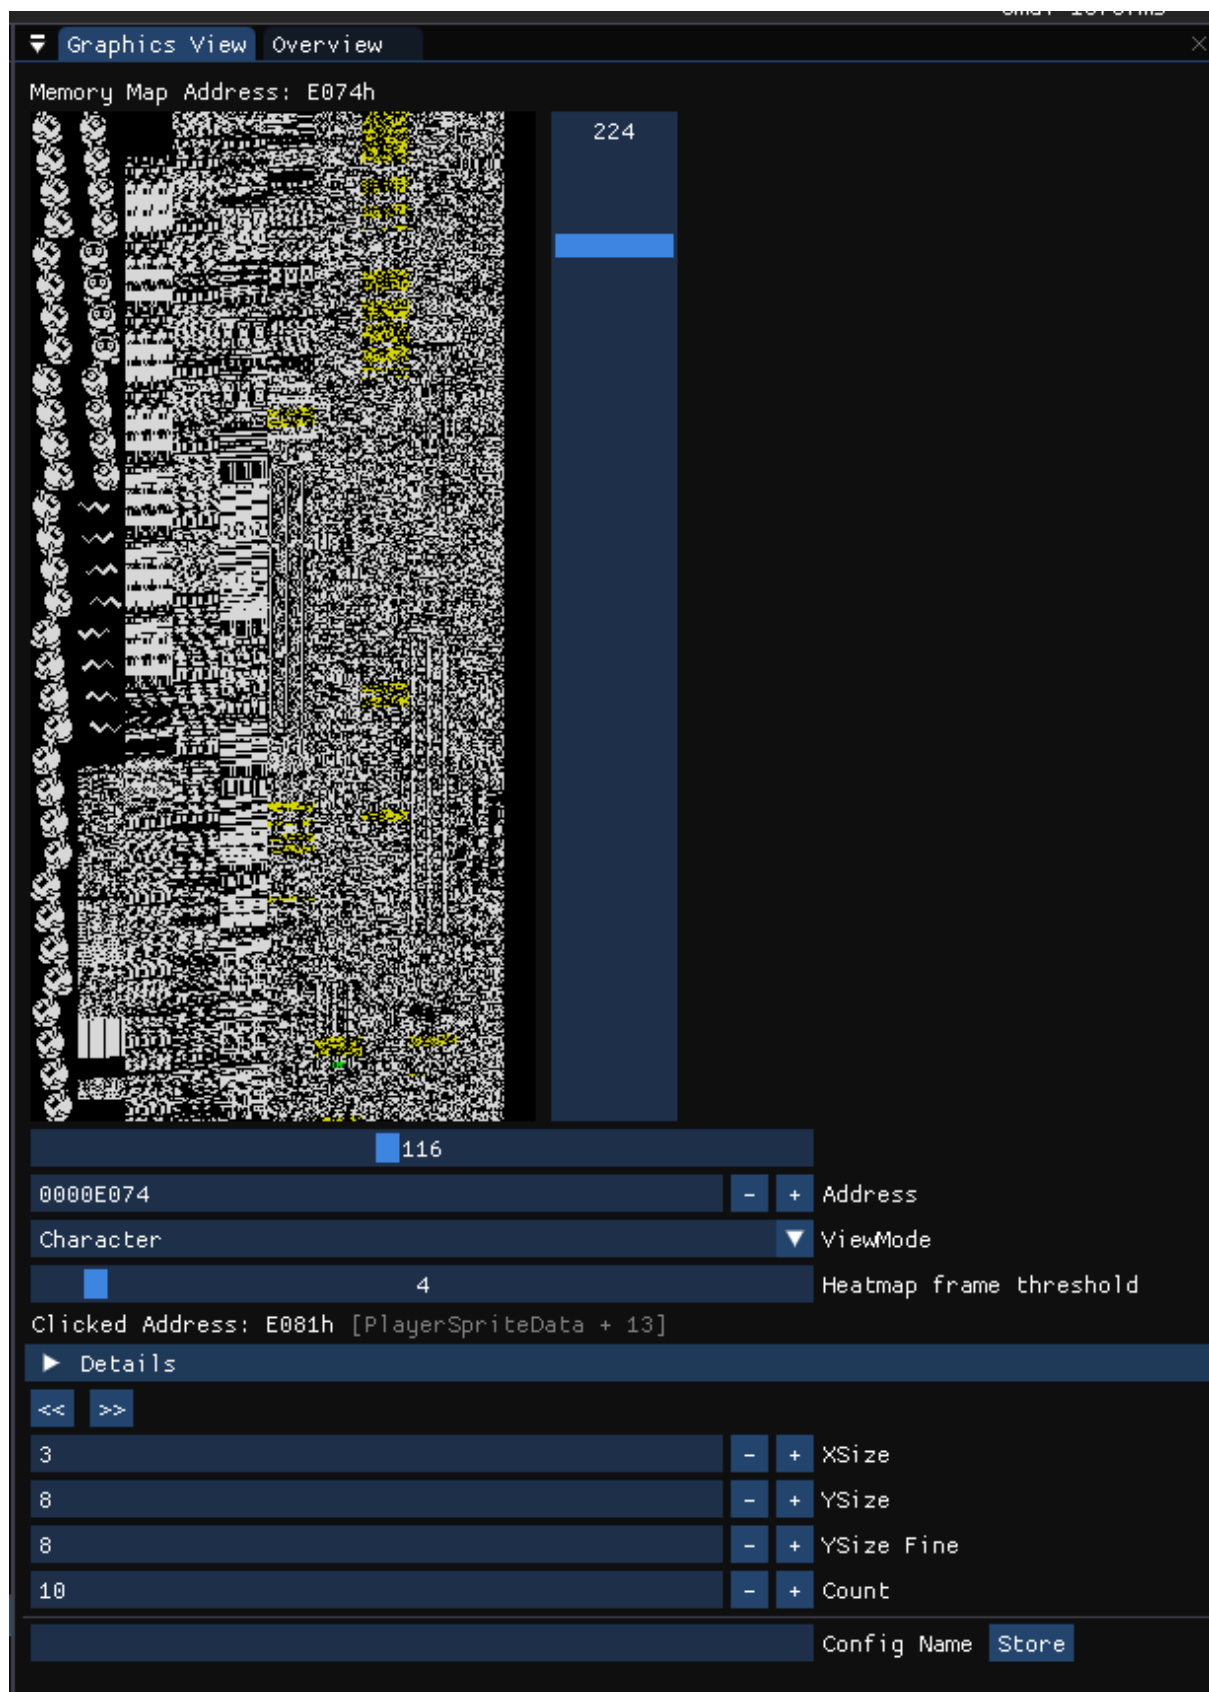 Graphics View Overview
Memory Map Address: E074h
224
116
0000E074 - + Address
Character ViewMode
4 Heatmap frame threshold
Clicked Address: E081h [PlayerSpriteData + 13]
Details
<< >>
3 - + XSize
8 - + YSize
8 - + YSize Fine
10 - + Count
Config Name Store